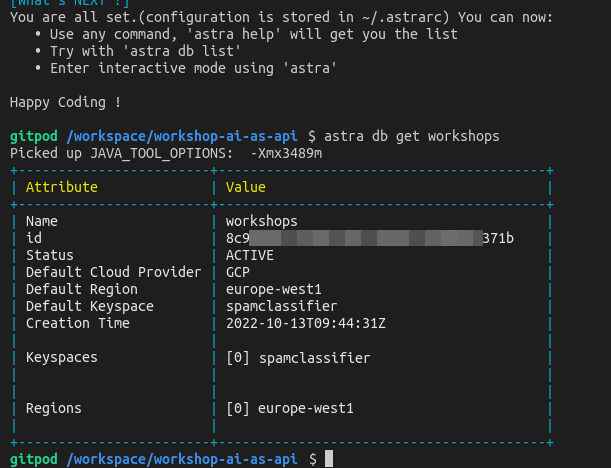 [What's NEXT ?]
You are all set.(configuration is stored in ~/.astrarc) You can now:
• Use any command, 'astra help' will get you the list
• Try with 'astra db list'
• Enter interactive mode using 'astra'
Happy Coding !
gitpod /workspace/workshop-ai-as-api $ astra db get workshops
Picked up JAVA_TOOL_OPTIONS:  -Xmx3489m
+------------------------+-----------------------------------------+
| Attribute | Value |
+------------------------+-----------------------------------------+
| Name | workshops |
| id | 8c9 371b |
| Status | ACTIVE |
| Default Cloud Provider | GCP |
| Default Region | europe-west1 |
| Default Keyspace | spamclassifier |
| Creation Time | 2022-10-13T09:44:31Z |
| | |
| Keyspaces | [0] spamclassifier |
| | |
| | |
| Regions | [0] europe-west1 |
| | |
+------------------------+-----------------------------------------+
gitpod /workspace/workshop-ai-as-api $